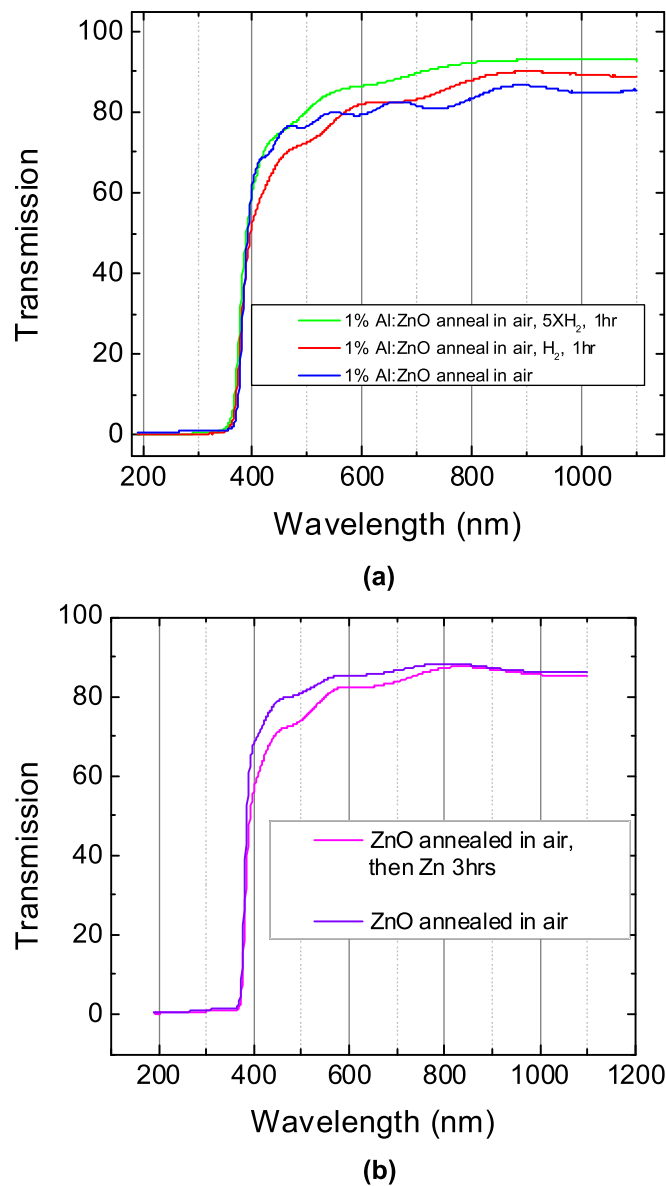 100
80
60
40
20
0
Transmission
1% Al:ZnO anneal in air, 5XH₂, 1hr
1% Al:ZnO anneal in air, H₂, 1hr
1% Al:ZnO anneal in air
200 400 600 800 1000
Wavelength (nm)
(a)
100
80
60
40
20
0
Transmission
ZnO annealed in air,
then Zn 3hrs
ZnO annealed in air
200 400 600 800 1000 1200
Wavelength (nm)
(b)